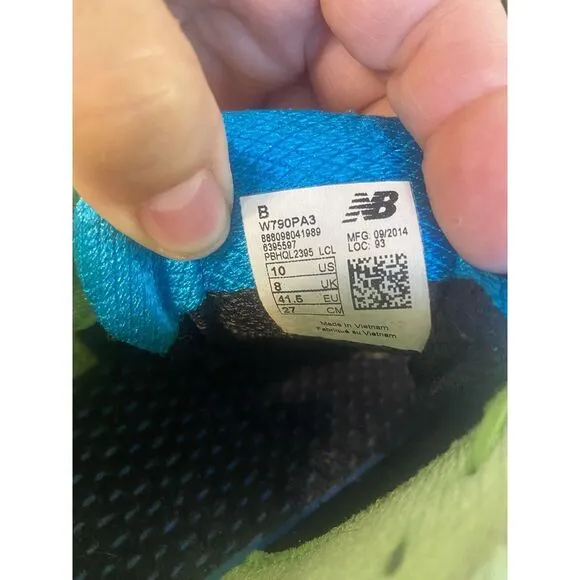 B
W790PA3
888098041989
6395597
PBHQL2395 LCL
NB
MFG: 09/2014
LOC: 93
10 US
8 UK
41.5 EU
27 CM
Made in Vietnam
Fabriqué au Vietnam